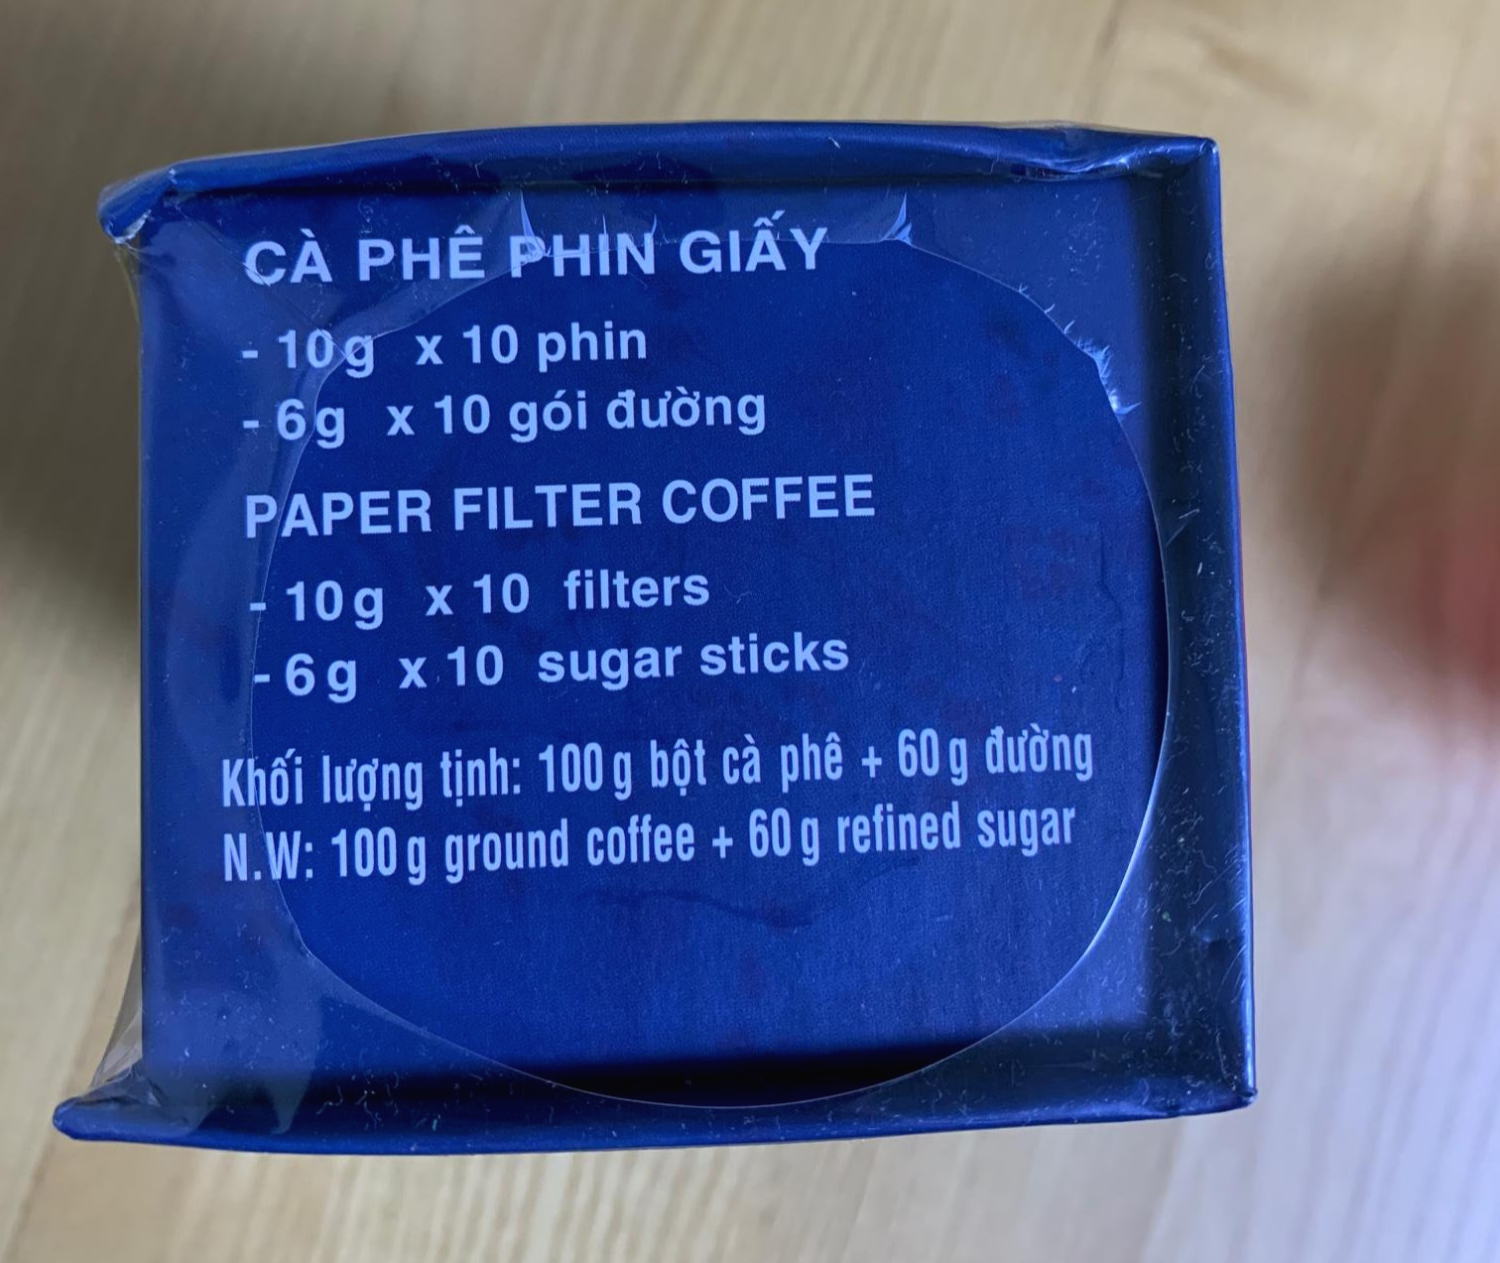 CÀ PHÊ PHIN GIẤY
- 10g x 10 phin
- 6g x 10 gói đường
PAPER FILTER COFFEE
- 10g x 10 filters
- 6g x 10 sugar sticks
Khối lượng tịnh: 100g bột cà phê + 60g đường
N.W: 100g ground coffee + 60g refined sugar